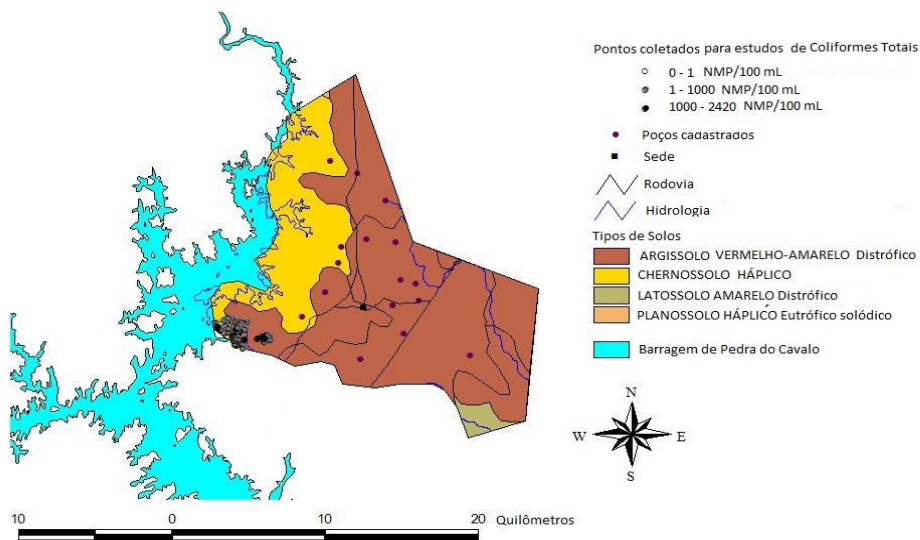 Pontos coletados para estudos de Coliformes Totais
0 - 1 NMP/100 mL
1 - 1000 NMP/100 mL
1000 - 2420 NMP/100 mL
Poços cadastrados
Sede
Rodovia
Hidrologia
Tipos de Solos
ARGISSOLO VERMELHO-AMARELO Distrófico
CHERNOSSOLO HÁPLICO
LATOSSOLO AMARELO Distrófico
PLANOSSOLO HÁPLICO Eutrófico solódico
Barragem de Pedra do Cavalo
N
W E
S
10 0 10 20 Quilômetros